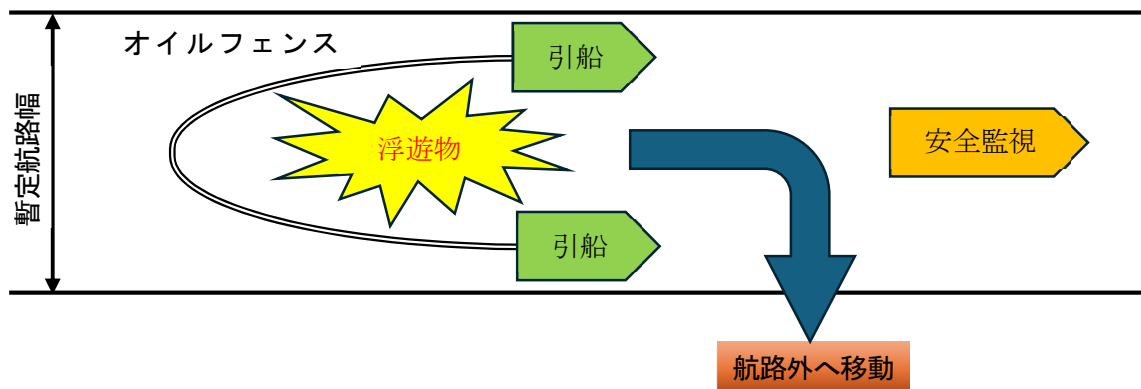 オイルフェンス
引船
暫定航路幅
浮遊物
安全監視
引船
航路外へ移動